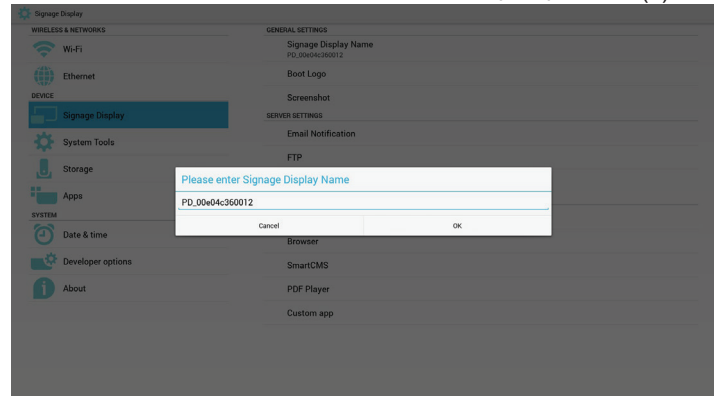 Signage Display
WIRELESS & NETWORKS
Wi-Fi
Ethernet
DEVICE
Signage Display
System Tools
Storage
Apps
SYSTEM
Date & time
Developer options
About
GENERAL SETTINGS
Signage Display Name
PD_00e04c360012
Boot Logo
Screenshot
SERVER SETTINGS
Email Notification
FTP
Please enter Signage Display Name
PD_00e04c360012
Cancel
OK
Browser
SmartCMS
PDF Player
Custom app